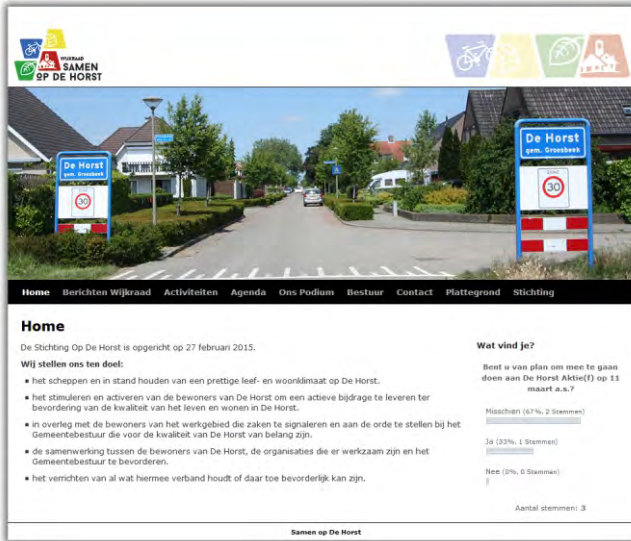 WIJKRAAD
SAMEN
OP DE HORST
De Horst
gem. Groesbeek
ZONE
30
De Horst
gem. Groesbeek
ZONE
30
Home Berichten Wijkraad Activiteiten Agenda Ons Podium Bestuur Contact Plattegrond Stichting
Home
De Stichting Op De Horst is opgericht op 27 februari 2015.
Wij stellen ons ten doel:
▪ het scheppen en in stand houden van een prettige leef- en woonklimaat op De Horst.
▪ het stimuleren en activeren van de bewoners van De Horst om een actieve bijdrage te leveren ter
bevordering van de kwaliteit van het leven en wonen in De Horst.
▪ in overleg met de bewoners van het werkgebied die zaken te signaleren en aan de orde te stellen bij het
Gemeentebestuur die voor de kwaliteit van De Horst van belang zijn.
▪ de samenwerking tussen de bewoners van De Horst, de organisaties die er werkzaam zijn en het
Gemeentebestuur te bevorderen.
▪ het verrichten van al wat hiermee verband houdt of daar toe bevorderlijk kan zijn.
Wat vind je?
Bent u van plan om mee te gaan
doen aan De Horst Aktie(f) op 11
maart a.s.?
Misschien (67%, 2 Stemmen)
Ja (33%, 1 Stemmen)
Nee (0%, 0 Stemmen)
Aantal stemmen: 3
Samen op De Horst